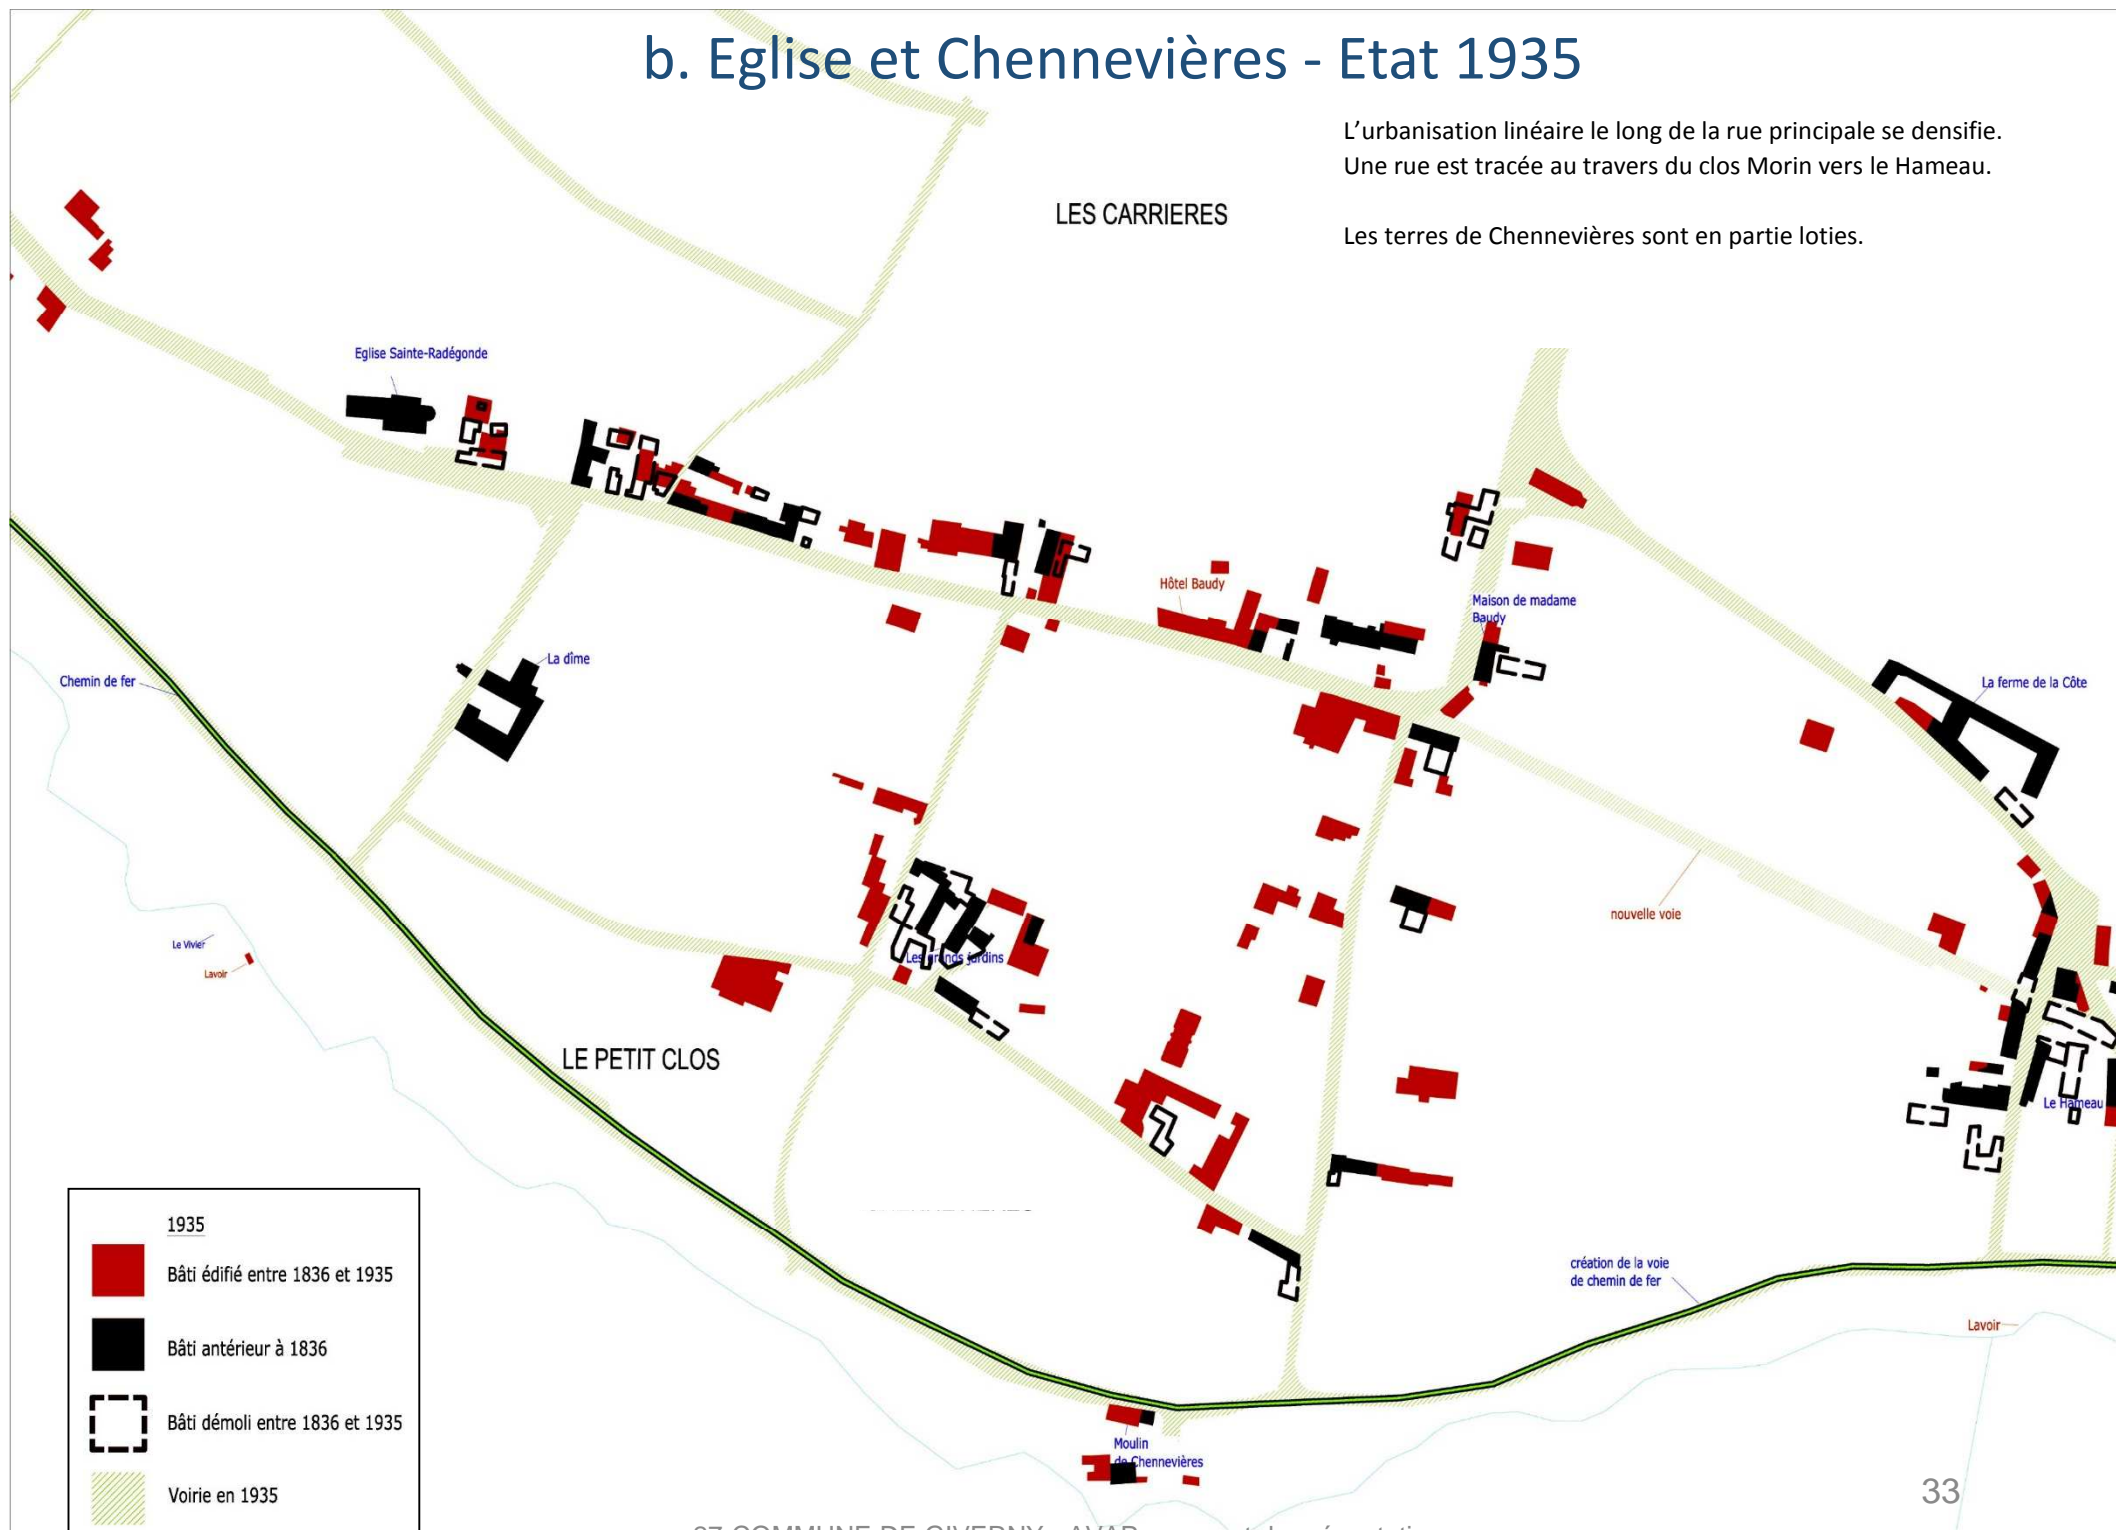 b. Eglise et Chennevières - Etat 1935
L'urbanisation linéaire le long de la rue principale se densifie.
Une rue est tracée au travers du clos Morin vers le Hameau.
Les terres de Chennevières sont en partie loties.
LES CARRIERES
Eglise Sainte-Radégonde
Hôtel Baudy
Maison de madame
Baudy
La dîme
Chemin de fer
La ferme de la Côte
nouvelle voie
Le Vivier
Lavoir
Les grands jardins
LE PETIT CLOS
Le Hameau
création de la voie
de chemin de fer
Lavoir
Moulin
de Chennevières
1935
Bâti édifié entre 1836 et 1935
Bâti antérieur à 1836
Bâti démoli entre 1836 et 1935
Voirie en 1935
33
COMMUNE DE GIVERNY - AVAP